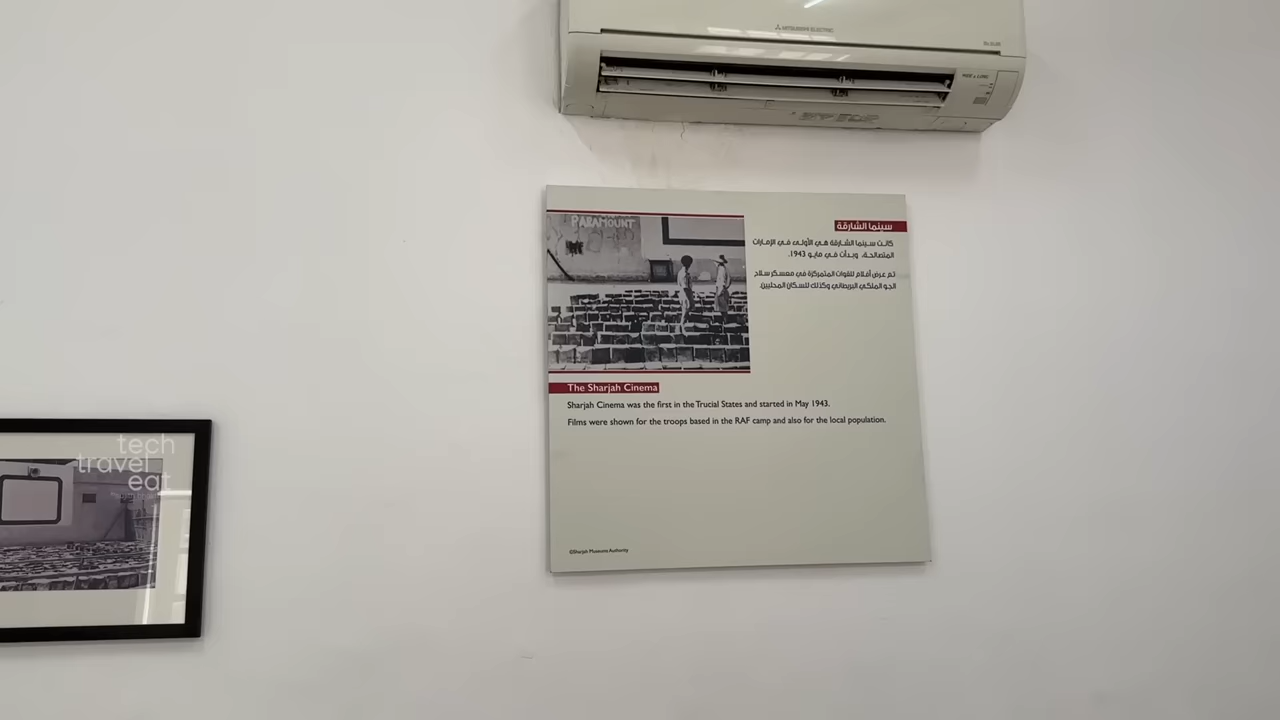 MITSUBISHI ELECTRIC
PARAMOUNT
سينما الشارقة
كانت سينما الشارقة هي الأولى في الإمارات
المتصالحة، وبدأت في مايو 1943.
تم عرض أفلام للقوات المتمركزة في معسكر سلاح
الجو الملكي البريطاني وكذلك للسكان المحليين.
The Sharjah Cinema
Sharjah Cinema was the first in the Trucial States and started in May 1943.
Films were shown for the troops based in the RAF camp and also for the local population.
©Sharjah Museums Authority
tech
travel
eat